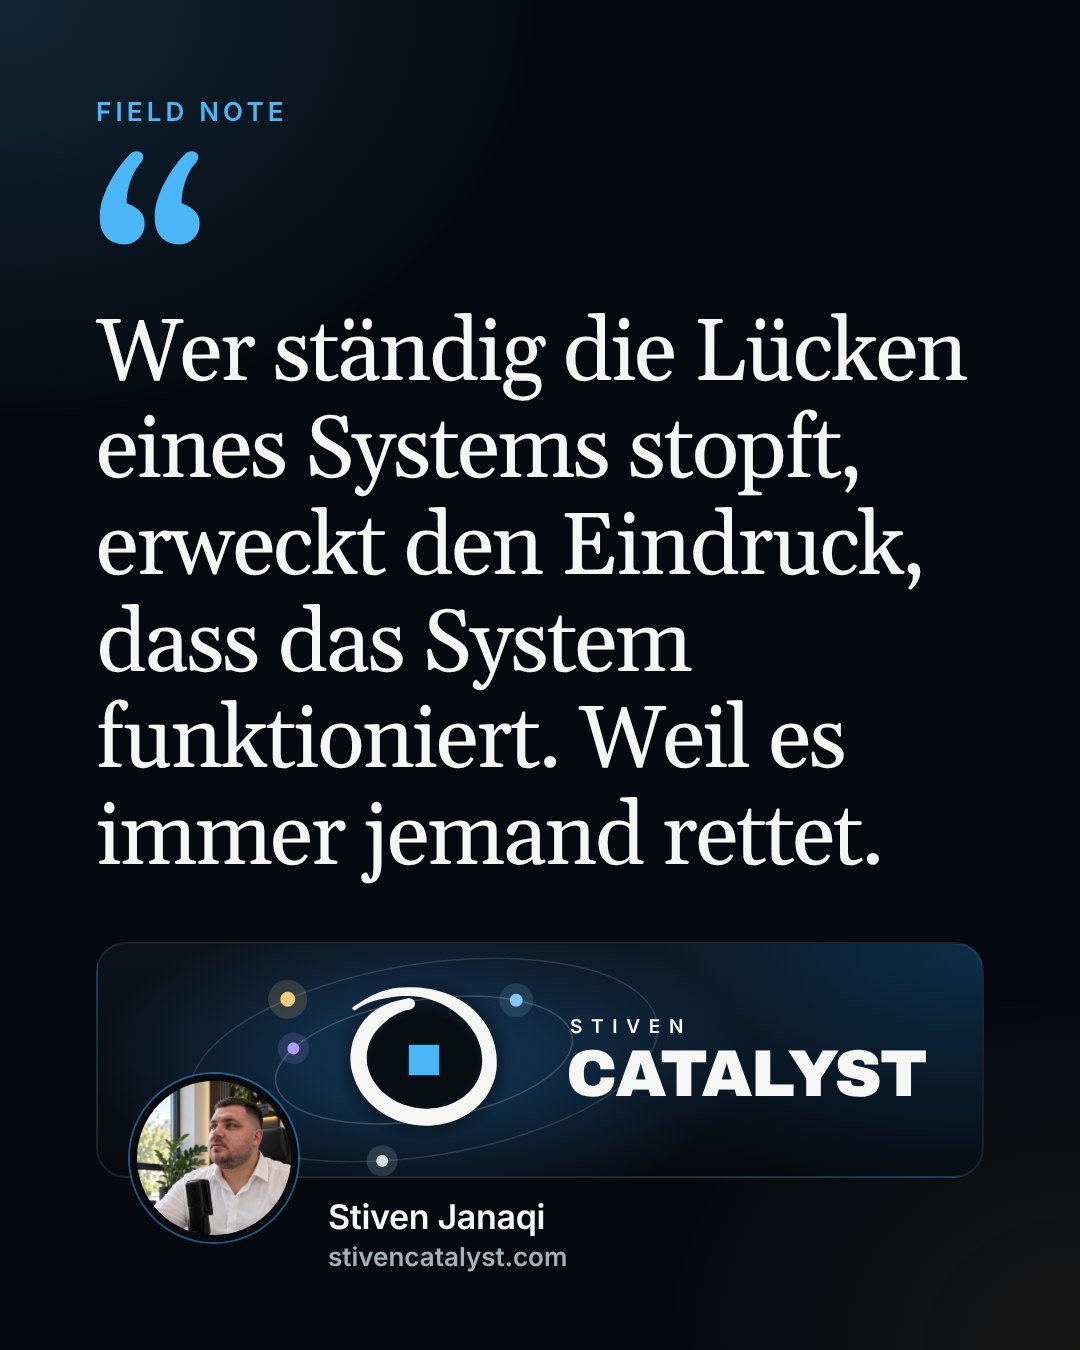 FIELD NOTE
“
Wer ständig die Lücken
eines Systems stopft,
erweckt den Eindruck,
dass das System
funktioniert. Weil es
immer jemand rettet.
STIVEN
CATALYST
Stiven Janaqi
stivencatalyst.com